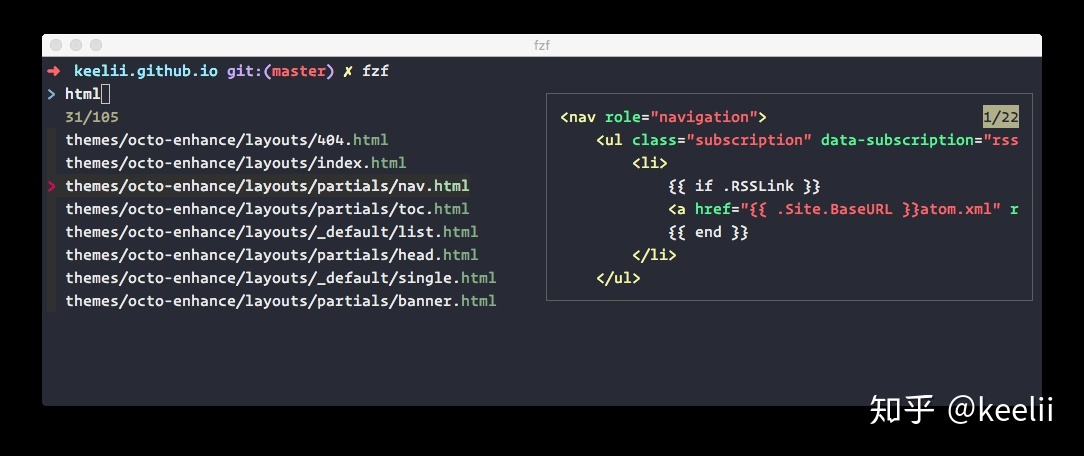 fzf
➜ keelii.github.io git:(master) ✗ fzf
> html
31/105
themes/octo-enhance/layouts/404.html
themes/octo-enhance/layouts/index.html
> themes/octo-enhance/layouts/partials/nav.html
themes/octo-enhance/layouts/partials/toc.html
themes/octo-enhance/layouts/_default/list.html
themes/octo-enhance/layouts/partials/head.html
themes/octo-enhance/layouts/_default/single.html
themes/octo-enhance/layouts/partials/banner.html
<nav role="navigation"> 1/22
<ul class="subscription" data-subscription="rss
<li>
{{ if .RSSLink }}
<a href="{{ .Site.BaseURL }}atom.xml" r
{{ end }}
</li>
</ul>
知乎 @keelii